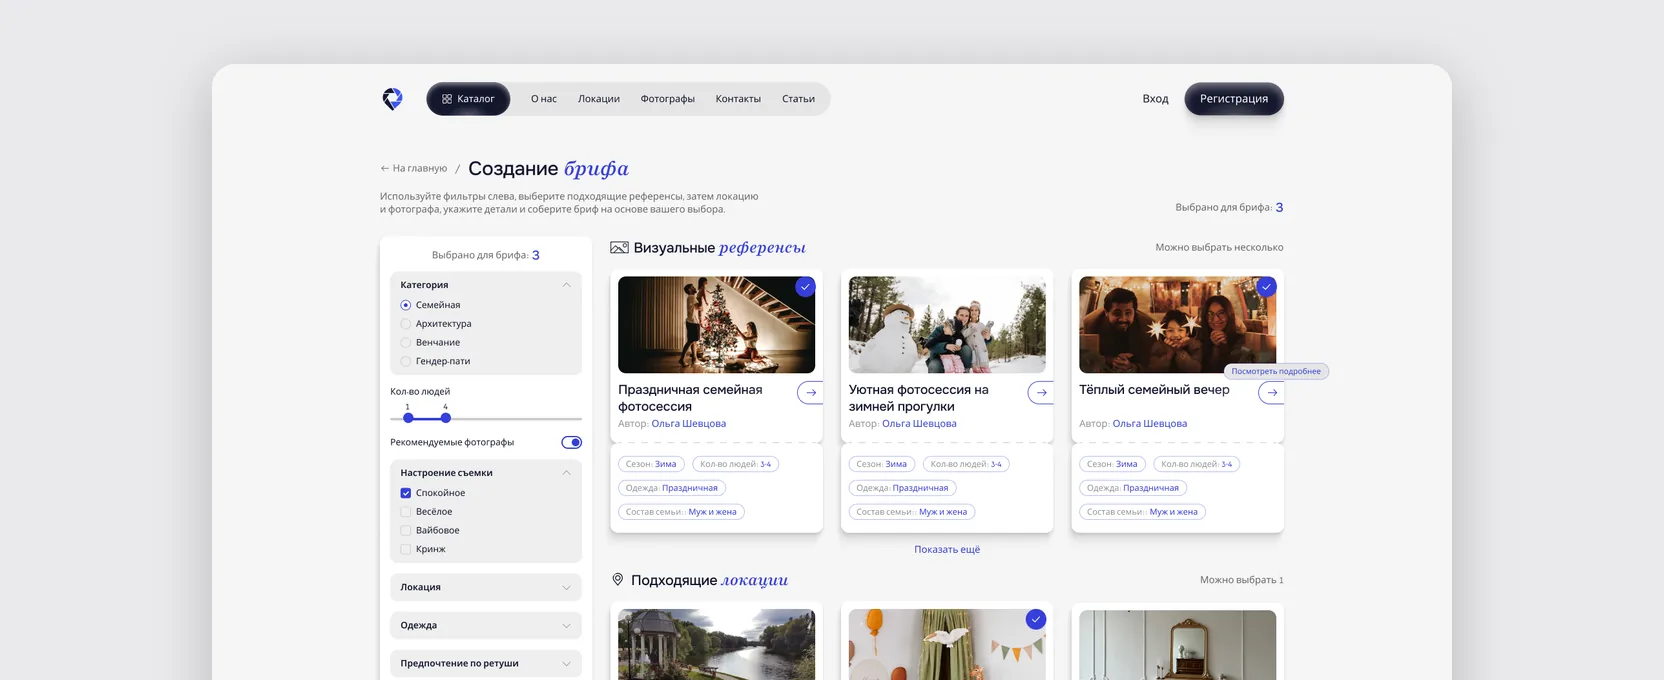 Каталог
О нас
Локации
Фотографы
Контакты
Статьи
Вход
Регистрация
← На главную / Создание брифа
Используйте фильтры слева, выберите подходящие референсы, затем локацию
и фотографа, укажите детали и соберите бриф на основе вашего выбора.
Выбрано для брифа: 3
Выбрано для брифа: 3
Категория
Семейная
Архитектура
Венчание
Гендер-пати
Кол-во людей
1 4
Рекомендуемые фотографы
Настроение съемки
Спокойное
Весёлое
Вайбовое
Кринж
Локация
Одежда
Предпочтение по ретуши
Визуальные референсы
Можно выбрать несколько
Праздничная семейная
фотосессия
Автор: Ольга Шевцова
Сезон: Зима
Кол-во людей: 3-4
Одежда: Праздничная
Состав семьи:: Муж и жена
Уютная фотосессия на
зимней прогулки
Автор: Ольга Шевцова
Сезон: Зима
Кол-во людей: 3-4
Одежда: Праздничная
Состав семьи:: Муж и жена
Посмотреть подробнее
Тёплый семейный вечер
Автор: Ольга Шевцова
Сезон: Зима
Кол-во людей: 3-4
Одежда: Праздничная
Состав семьи:: Муж и жена
Показать ещё
Подходящие локации
Можно выбрать 1